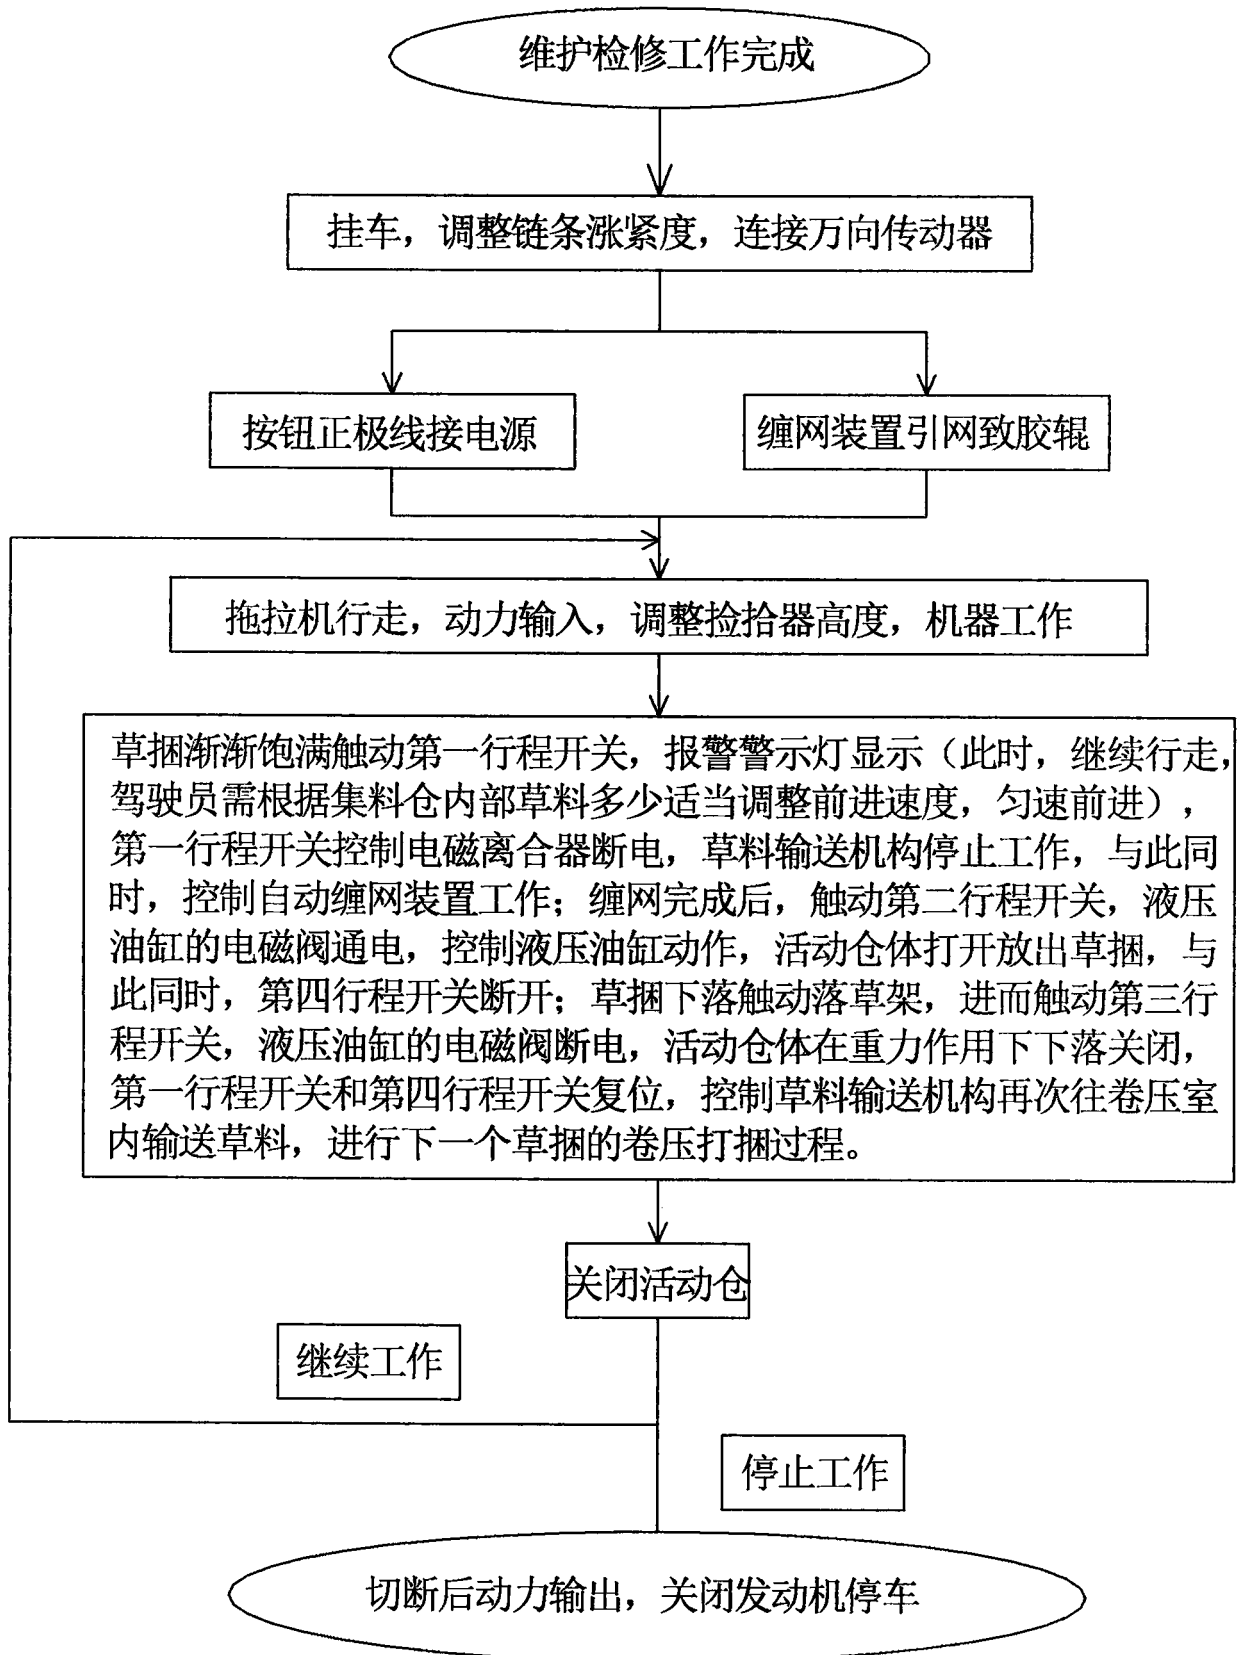 维护检修工作完成
挂车，调整链条涨紧度，连接万向传动器
按钮正极线接电源
缠网装置引网致胶辊
拖拉机行走，动力输入，调整捡拾器高度，机器工作
草捆渐渐饱满触动第一行程开关，报警警示灯显示（此时，继续行走，
驾驶员需根据集料仓内部草料多少适当调整前进速度，匀速前进），
第一行程开关控制电磁离合器断电，草料输送机构停止工作，与此同
时，控制自动缠网装置工作；缠网完成后，触动第二行程开关，液压
油缸的电磁阀通电，控制液压油缸动作，活动仓体打开放出草捆，与
此同时，第四行程开关断开；草捆下落触动落草架，进而触动第三行
程开关，液压油缸的电磁阀断电，活动仓体在重力作用下下落关闭，
第一行程开关和第四行程开关复位，控制草料输送机构再次往卷压室
内输送草料，进行下一个草捆的卷压打捆过程。
关闭活动仓
继续工作
停止工作
切断后动力输出，关闭发动机停车